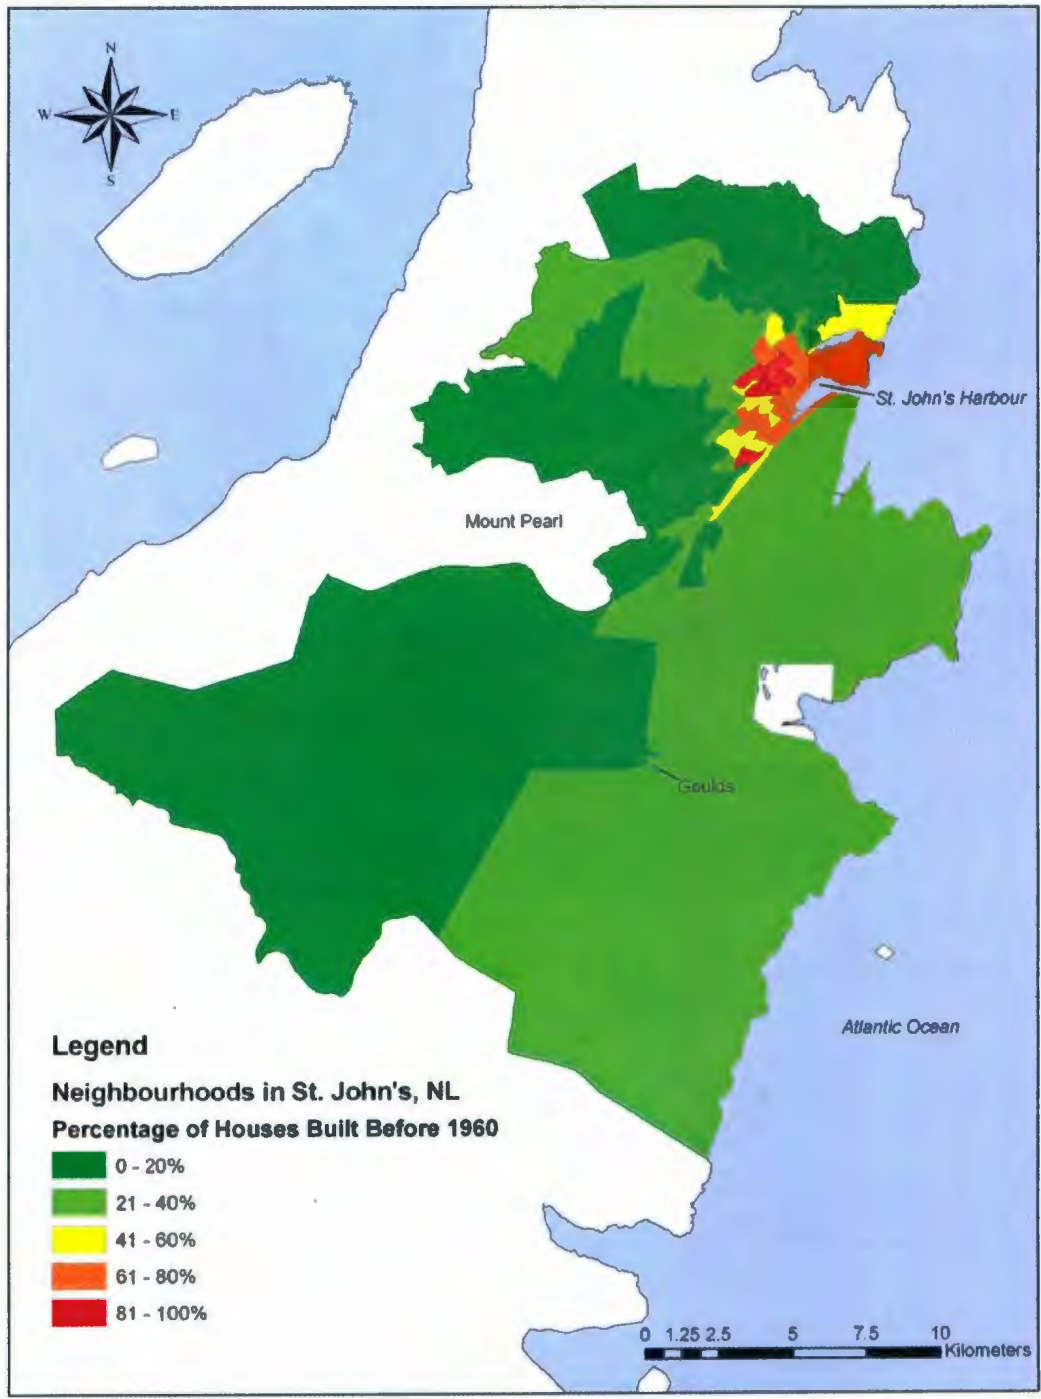 N
W E
S
St. John's Harbour
Mount Pearl
Goulds
Atlantic Ocean
Legend
Neighbourhoods in St. John's, NL
Percentage of Houses Built Before 1960
0 - 20%
21 - 40%
41 - 60%
61 - 80%
81 - 100%
0 1.25 2.5 5 7.5 10
Kilometers